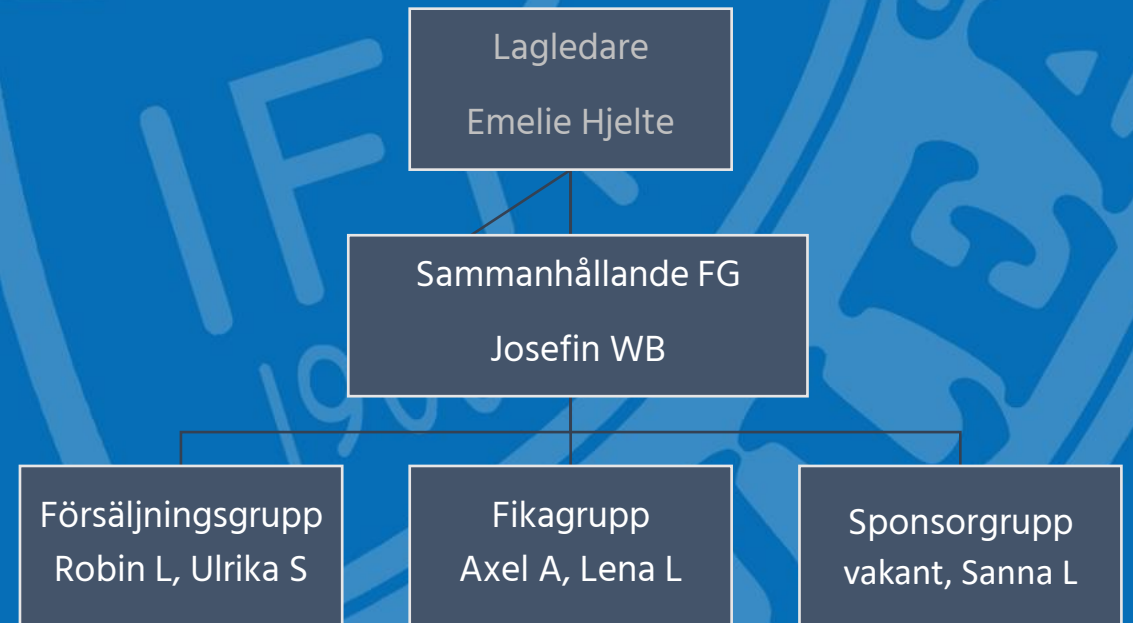 Lagledare
Emelie Hjelte
Sammanhållande FG
Josefin WB
Försäljningsgrupp
Robin L, Ulrika S
Fikagrupp
Axel A, Lena L
Sponsorgrupp
vakant, Sanna L